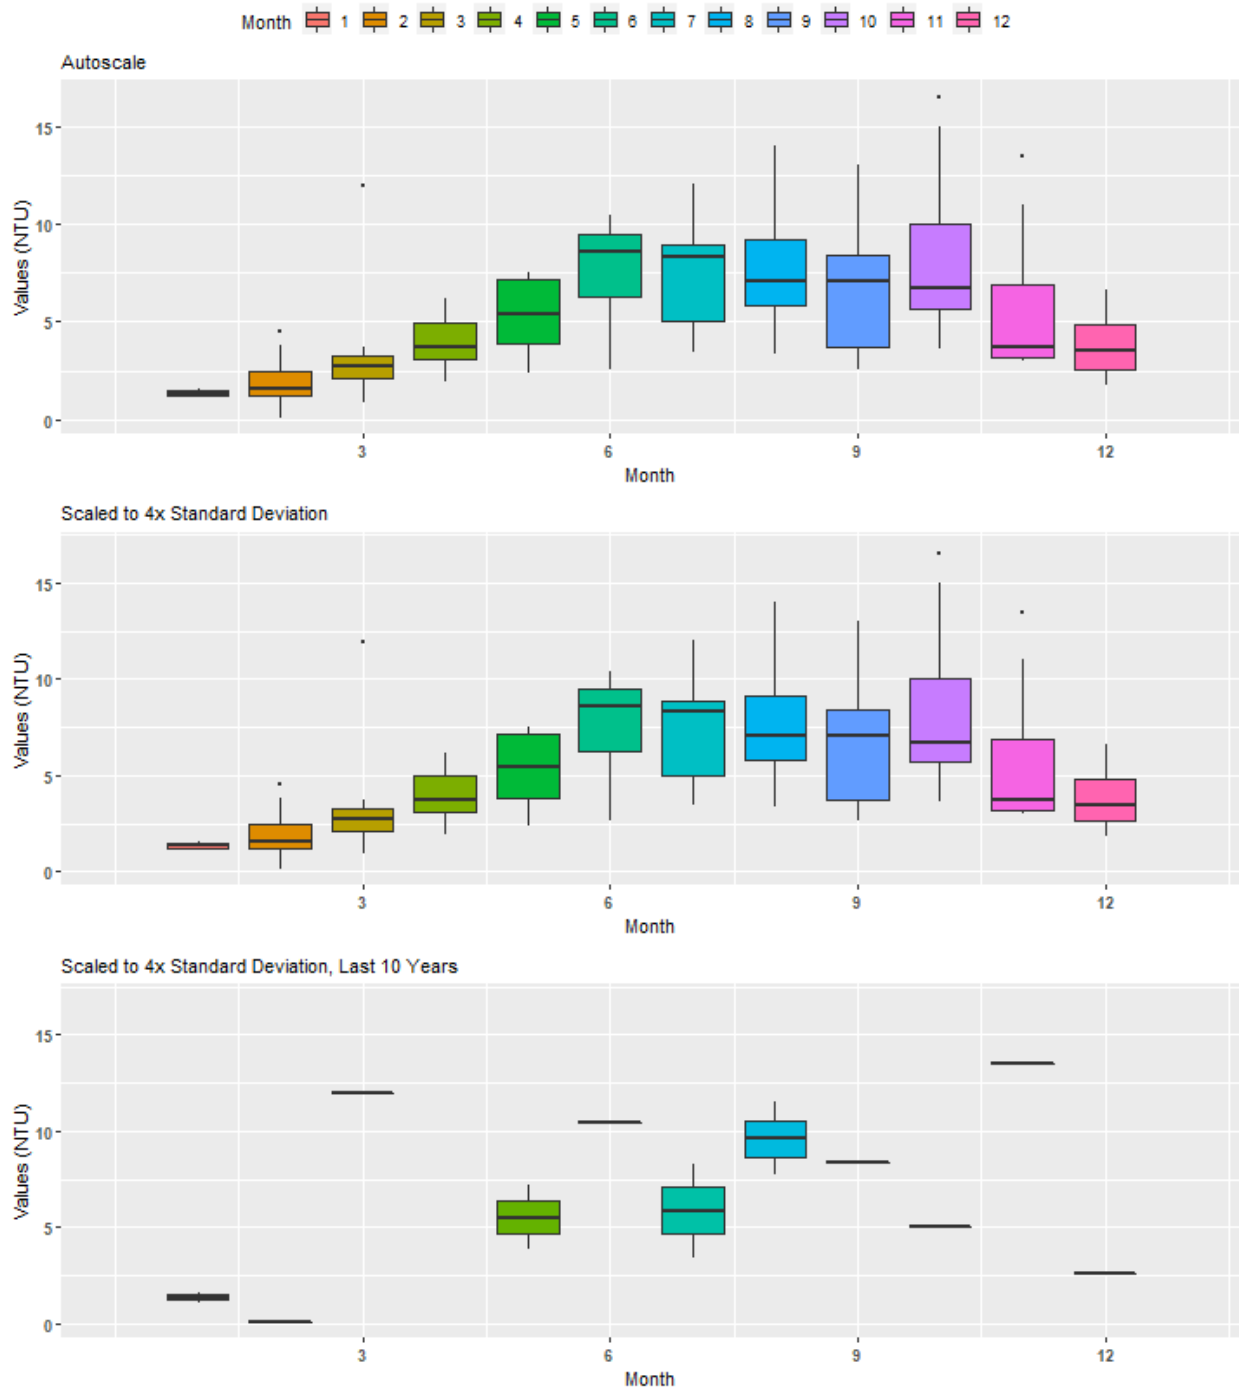 Month 1 2 3 4 5 6 7 8 9 10 11 12
Autoscale
Values (NTU)
15
10
5
0
3 6 9 12
Month
Scaled to 4x Standard Deviation
Values (NTU)
15
10
5
0
3 6 9 12
Month
Scaled to 4x Standard Deviation, Last 10 Years
Values (NTU)
15
10
5
0
3 6 9 12
Month